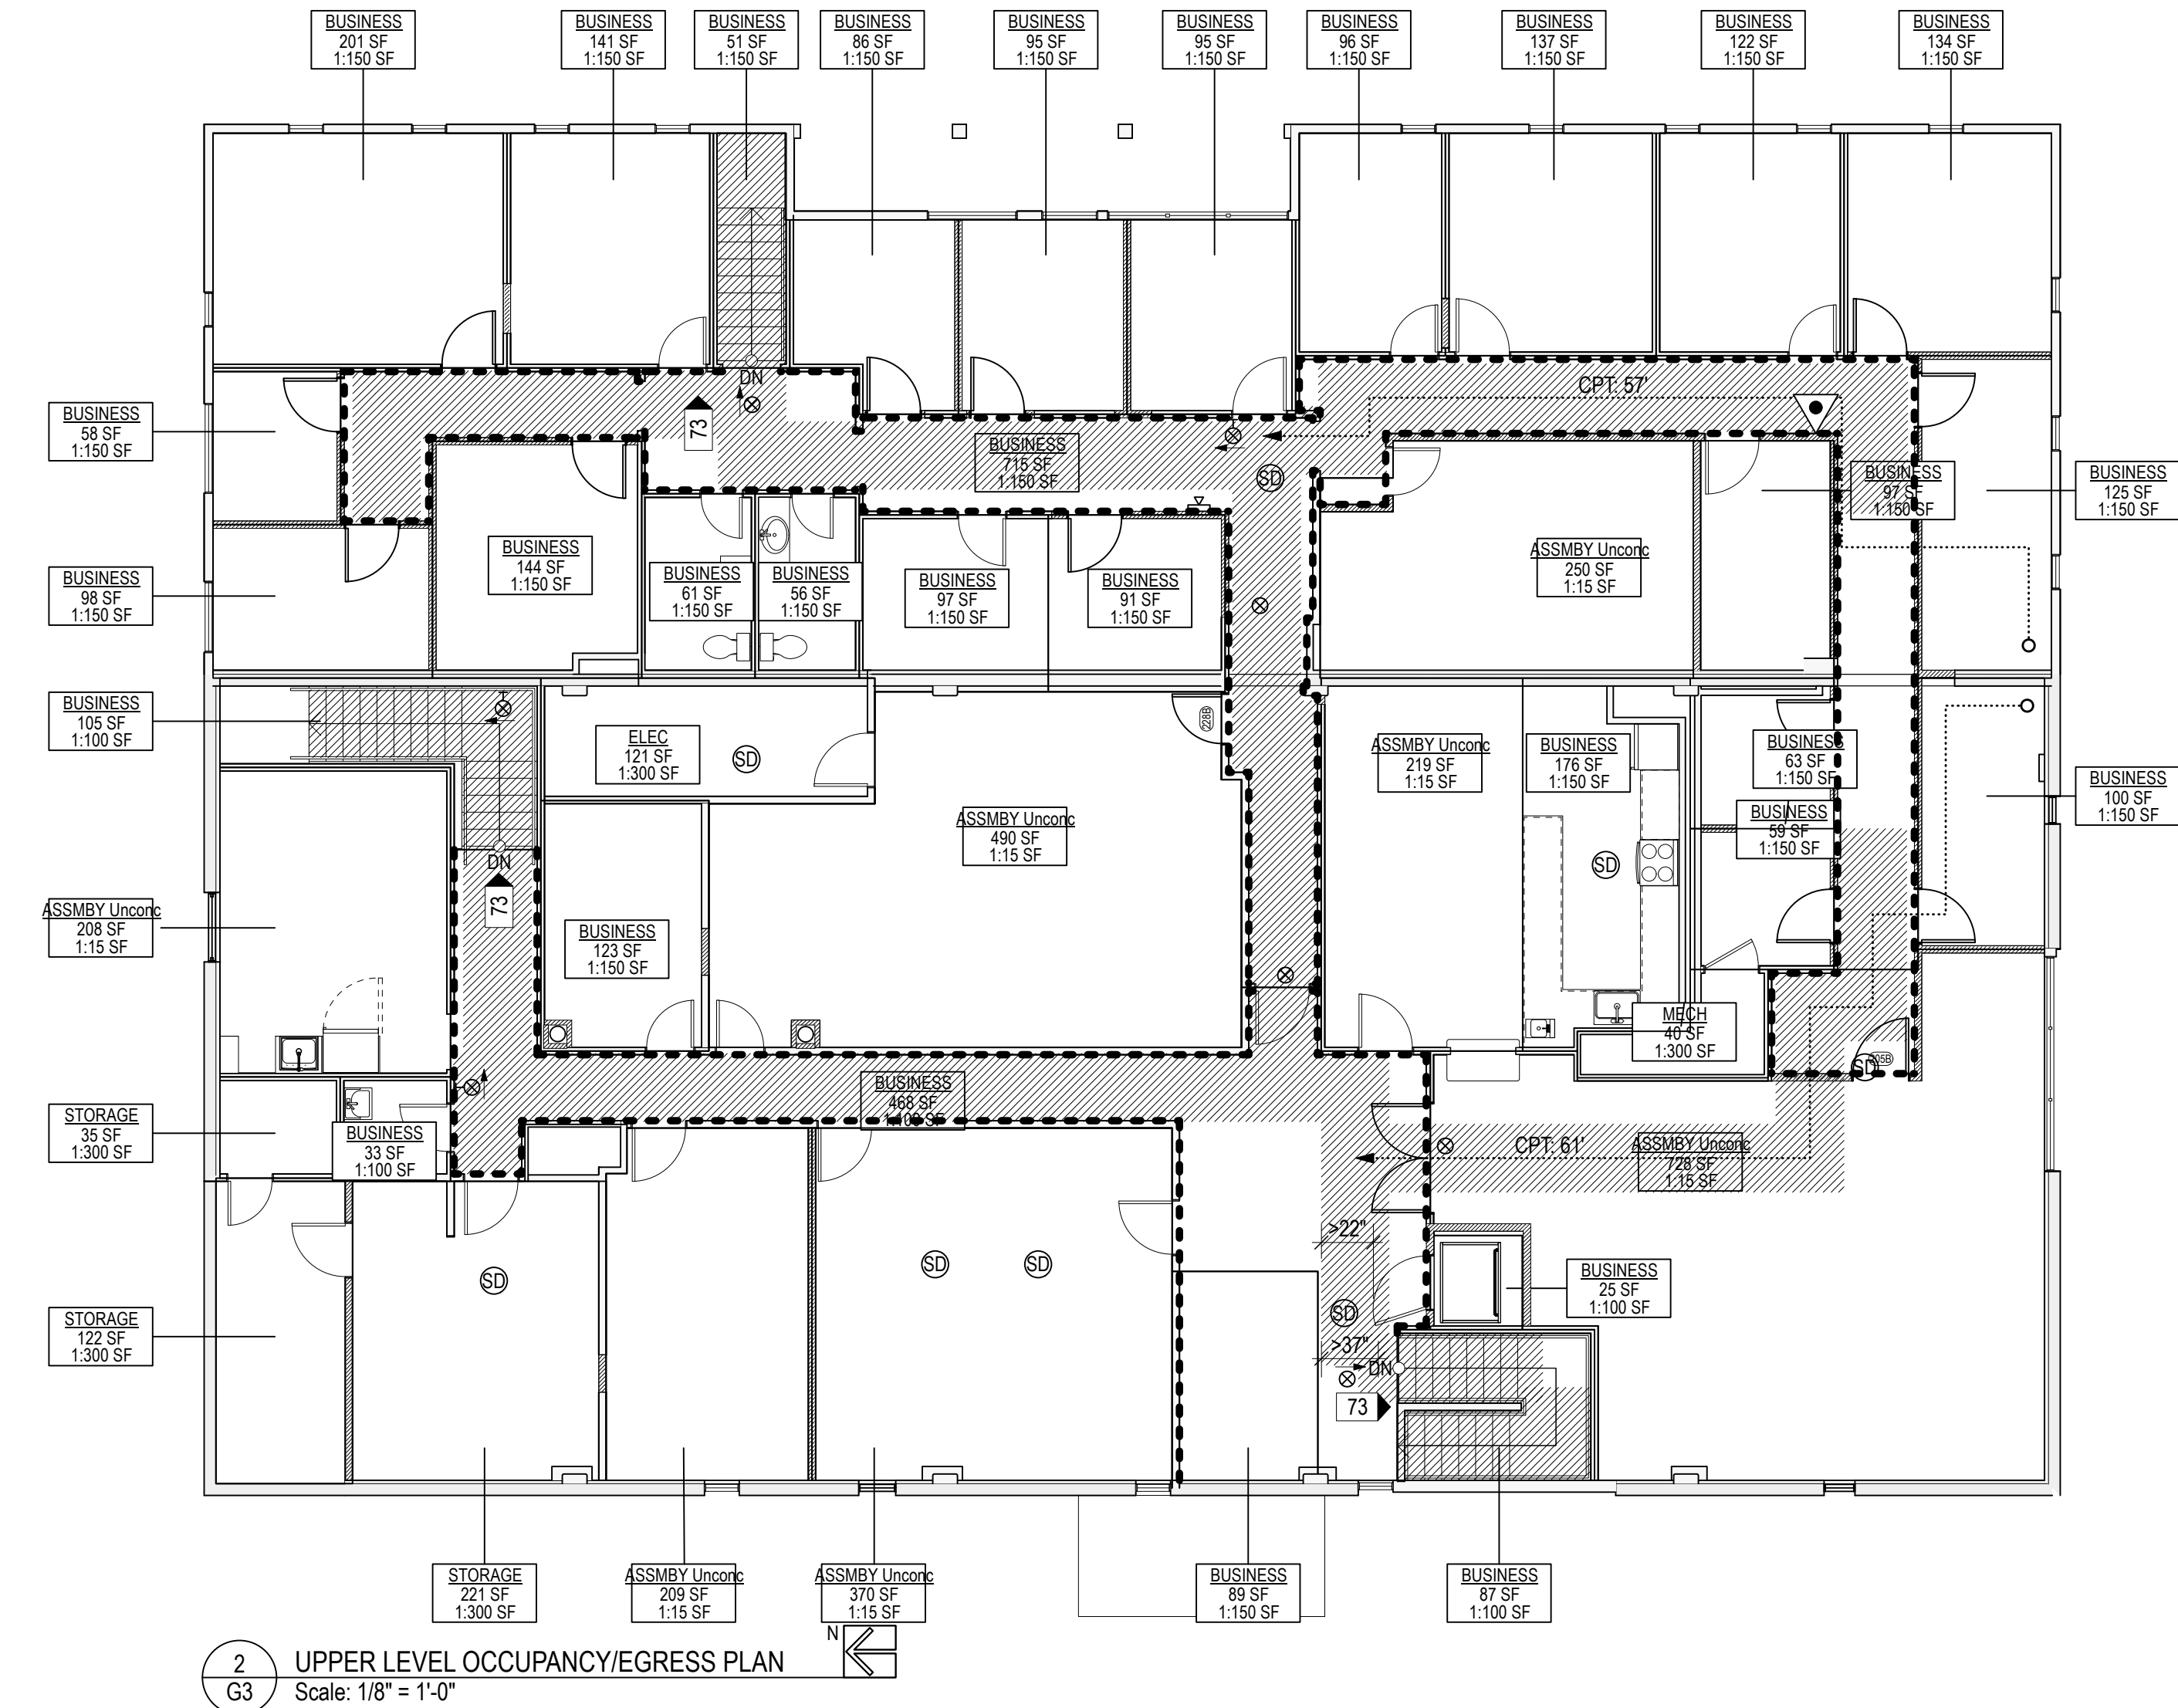 BUSINESS
201 SF
1:150 SF
BUSINESS
141 SF
1:150 SF
BUSINESS
51 SF
1:150 SF
BUSINESS
86 SF
1:150 SF
BUSINESS
95 SF
1:150 SF
BUSINESS
95 SF
1:150 SF
BUSINESS
96 SF
1:150 SF
BUSINESS
137 SF
1:150 SF
BUSINESS
122 SF
1:150 SF
BUSINESS
134 SF
1:150 SF
DN
CPT: 57'
BUSINESS
58 SF
1:150 SF
73
BUSINESS
715 SF
1:150 SF
SD
BUSINESS
97 SF
1:150 SF
BUSINESS
125 SF
1:150 SF
BUSINESS
98 SF
1:150 SF
BUSINESS
144 SF
1:150 SF
BUSINESS
61 SF
1:150 SF
BUSINESS
56 SF
1:150 SF
BUSINESS
97 SF
1:150 SF
BUSINESS
91 SF
1:150 SF
ASSMBY Unconc
250 SF
1:15 SF
BUSINESS
105 SF
1:100 SF
ELEC
121 SF
1:300 SF
SD
228B
ASSMBY Unconc
219 SF
1:15 SF
BUSINESS
176 SF
1:150 SF
BUSINESS
63 SF
1:150 SF
BUSINESS
100 SF
1:150 SF
DN
73
ASSMBY Unconc
490 SF
1:15 SF
SD
BUSINESS
59 SF
1:150 SF
ASSMBY Unconc
208 SF
1:15 SF
BUSINESS
123 SF
1:150 SF
MECH
40 SF
1:300 SF
205B
SD
STORAGE
35 SF
1:300 SF
BUSINESS
33 SF
1:100 SF
BUSINESS
468 SF
1:100 SF
CPT: 61'
ASSMBY Unconc
728 SF
1:15 SF
>22"
SD
SD
SD
SD
BUSINESS
25 SF
1:100 SF
STORAGE
122 SF
1:300 SF
>37"
DN
73
STORAGE
221 SF
1:300 SF
ASSMBY Unconc
209 SF
1:15 SF
ASSMBY Unconc
370 SF
1:15 SF
BUSINESS
89 SF
1:150 SF
BUSINESS
87 SF
1:100 SF
N
2
G3
UPPER LEVEL OCCUPANCY/EGRESS PLAN
Scale: 1/8" = 1'-0"